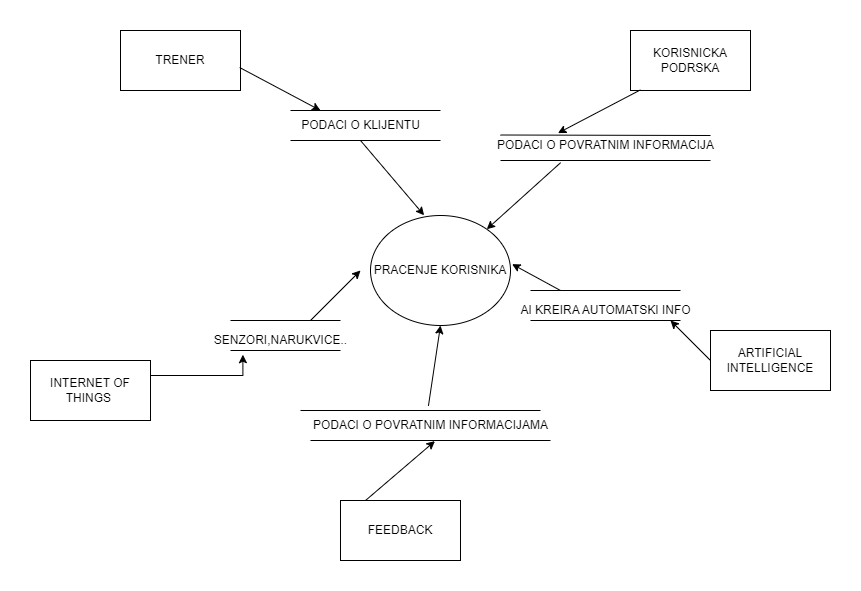 TRENER
KORISNICKA
PODRSKA
PODACI O KLIJENTU
PODACI O POVRATNIM INFORMACIJA
PRACENJE KORISNIKA
AI KREIRA AUTOMATSKI INFO
SENZORI,NARUKVICE..
ARTIFICIAL
INTELLIGENCE
INTERNET OF
THINGS
PODACI O POVRATNIM INFORMACIJAMA
FEEDBACK